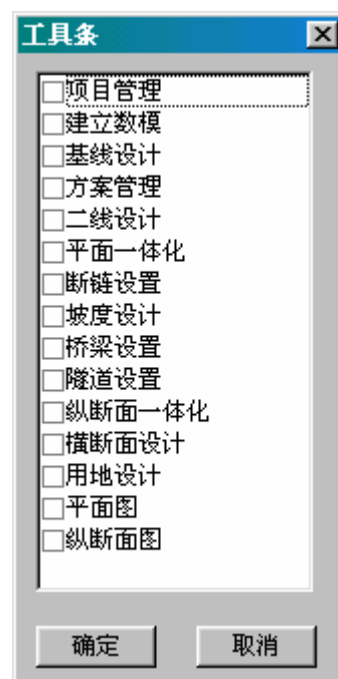 工具条
项目管理
建立数模
基线设计
方案管理
二线设计
平面一体化
断链设置
坡度设计
桥梁设置
隧道设置
纵断面一体化
横断面设计
用地设计
平面图
纵断面图
确定 取消